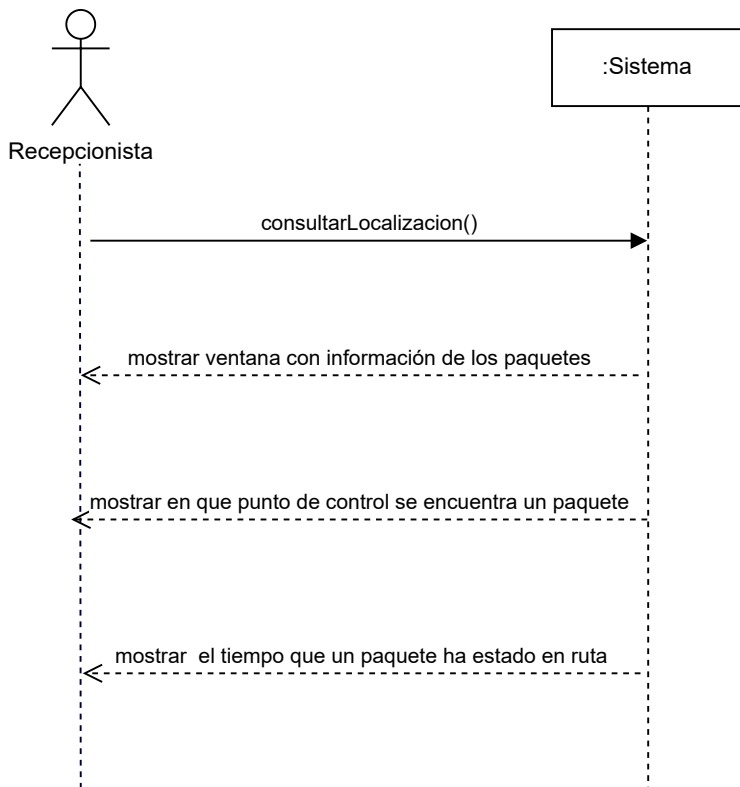 :Sistema
Recepcionista
consultarLocalizacion()
mostrar ventana con información de los paquetes
mostrar en que punto de control se encuentra un paquete
mostrar  el tiempo que un paquete ha estado en ruta